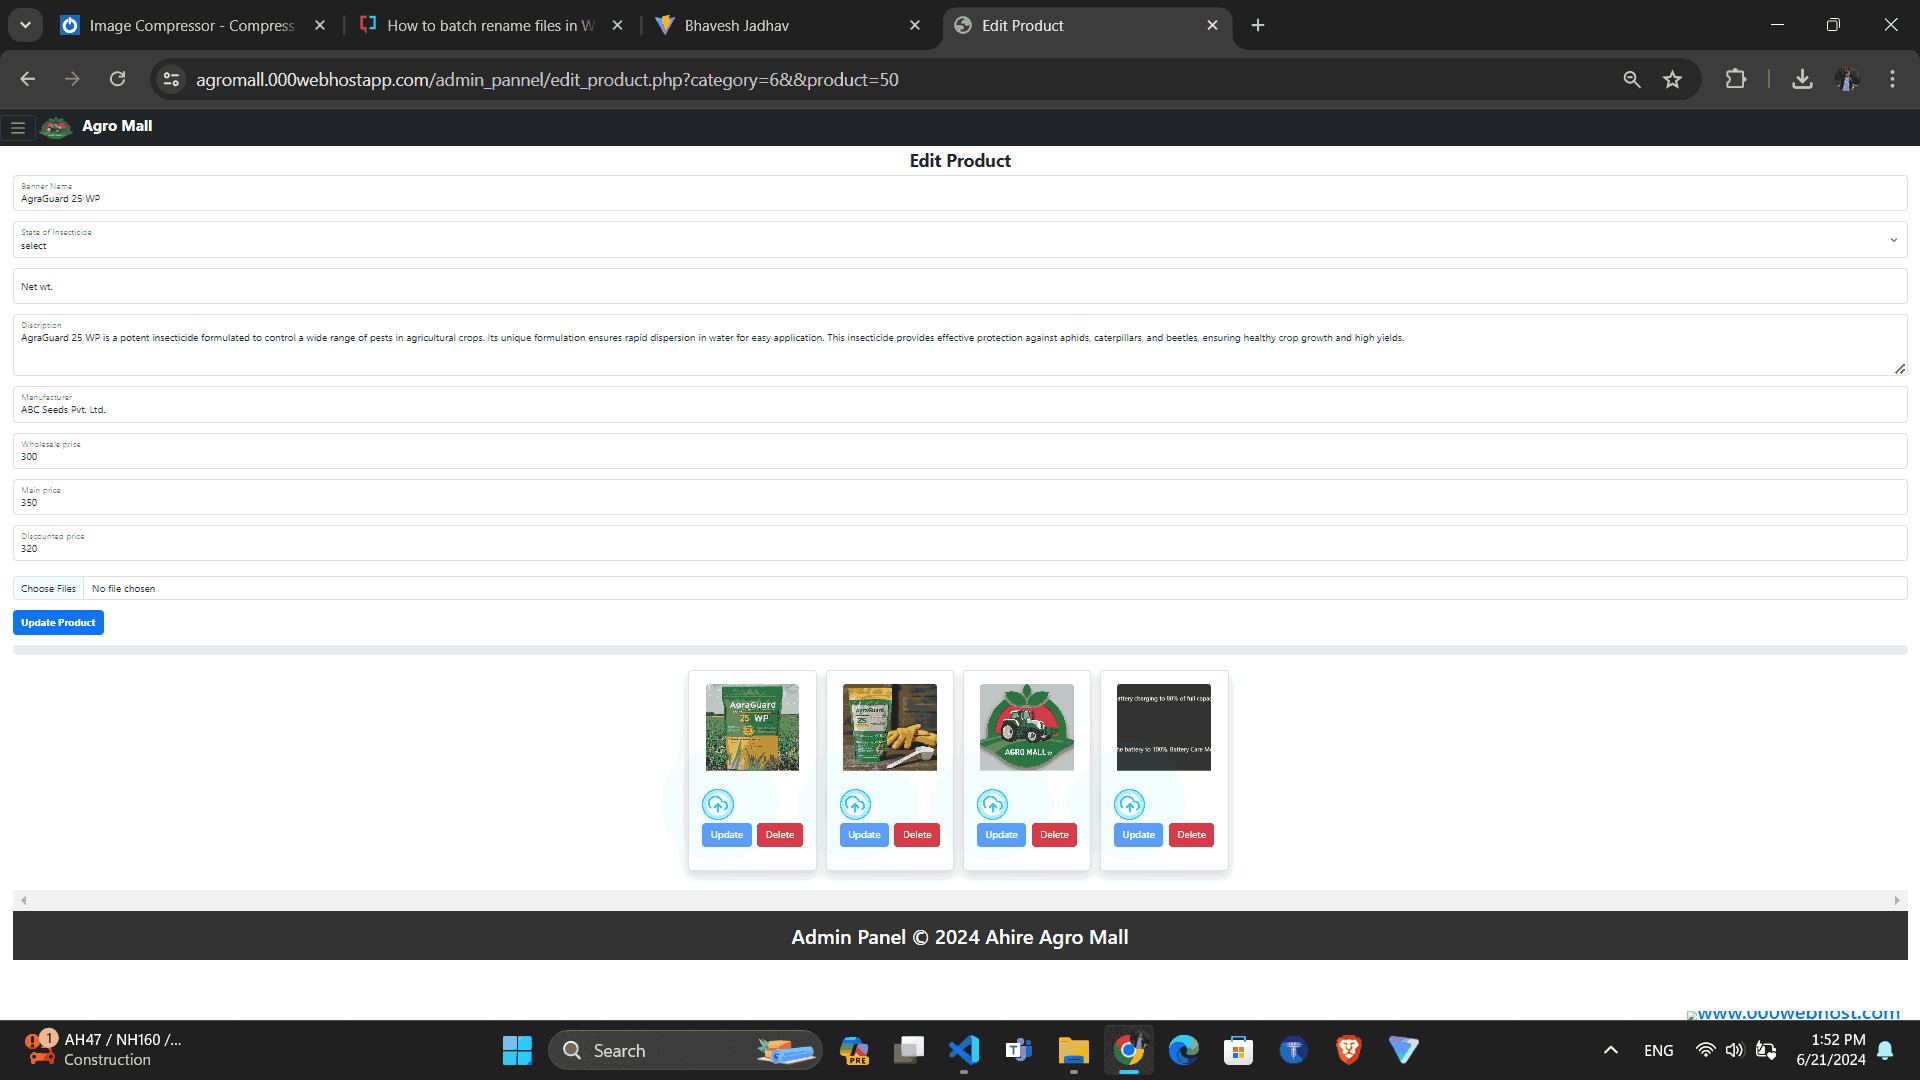 Image Compressor - Compress
How to batch rename files in W
Bhavesh Jadhav
Edit Product
agromall.000webhostapp.com/admin_pannel/edit_product.php?category=6&&product=50
Agro Mall
Edit Product
Banner Name
AgraGuard 25 WP
State of Insecticide
select
Net wt.
Discription
AgraGuard 25 WP is a potent insecticide formulated to control a wide range of pests in agricultural crops. Its unique formulation ensures rapid dispersion in water for easy application. This insecticide provides effective protection against aphids, caterpillars, and beetles, ensuring healthy crop growth and high yields.
Manufacturer
ABC Seeds Pvt. Ltd.
Wholesale price
300
Main price
350
Discounted price
320
Choose Files No file chosen
Update Product
AgraGuard
25 WP
AgraGuard
25
AGRO MALL
attery charging to 80% of full capac
he battery to 100%. Battery Care M
Update Delete Update Delete Update Delete Update Delete
Admin Panel © 2024 Ahire Agro Mall
www.000webhost.com
1
AH47 / NH160 /...
Construction
Search
PRE
ENG
1:52 PM
6/21/2024